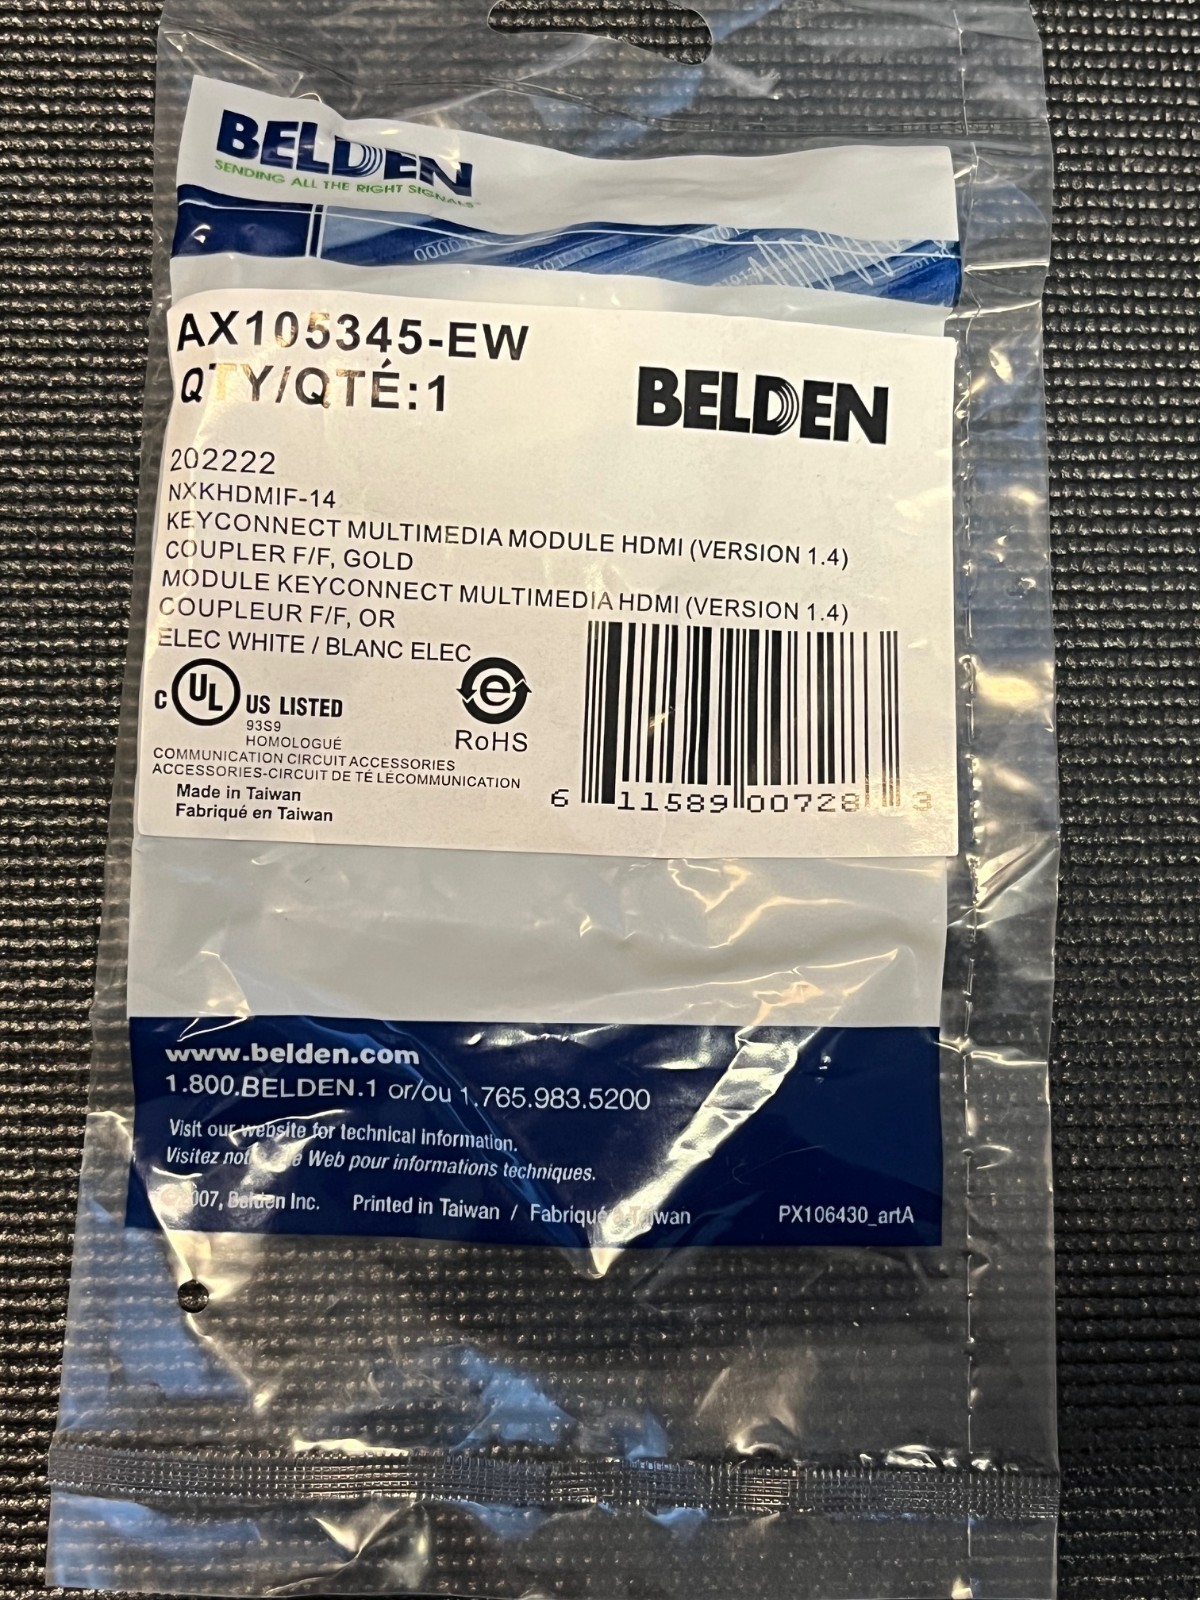 BELDEN
SENDING ALL THE RIGHT SIGNALS™
AX105345-EW
QTY/QTÉ:1
BELDEN
202222
NXKHDMIF-14
KEYCONNECT MULTIMEDIA MODULE HDMI (VERSION 1.4)
COUPLER F/F, GOLD
MODULE KEYCONNECT MULTIMEDIA HDMI (VERSION 1.4)
COUPLEUR F/F, OR
ELEC WHITE / BLANC ELEC
C UL US LISTED
93S9
HOMOLOGUÉ
e
RoHS
COMMUNICATION CIRCUIT ACCESSORIES
ACCESSORIES-CIRCUIT DE TÉLÉCOMMUNICATION
Made in Taiwan
Fabriqué en Taiwan
6 11589 00728 3
www.belden.com
1.800.BELDEN.1 or/ou 1.765.983.5200
Visit our website for technical information.
Visitez Web pour informations techniques.
Belden Inc. Printed in Taiwan / Fabriqué Taiwan PX106430_artA